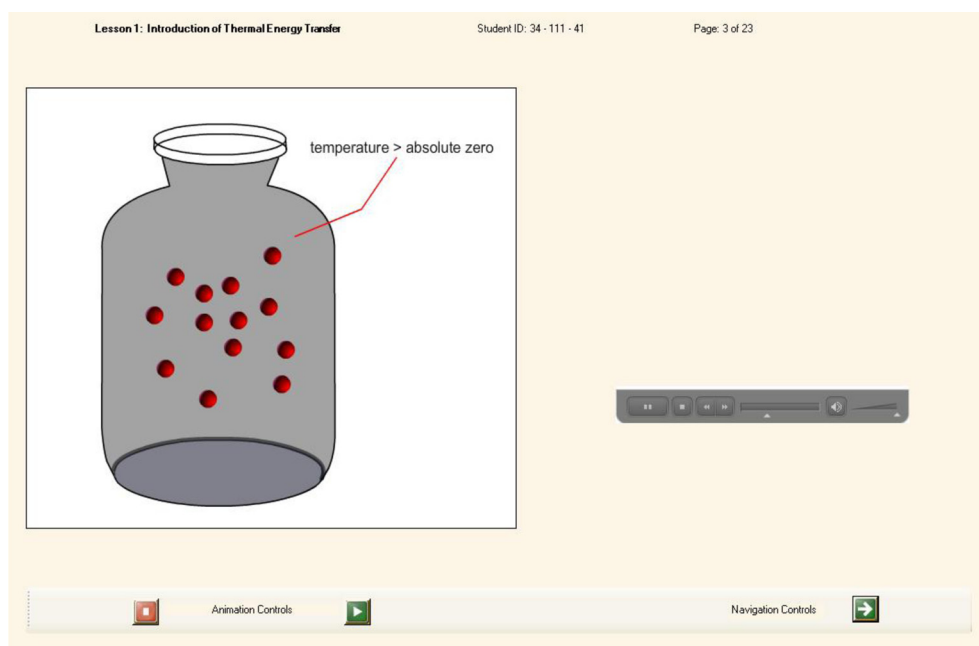 Lesson 1: Introduction of Thermal Energy Transfer Student ID: 34 - 111 - 41 Page: 3 of 23
temperature > absolute zero
Animation Controls Navigation Controls